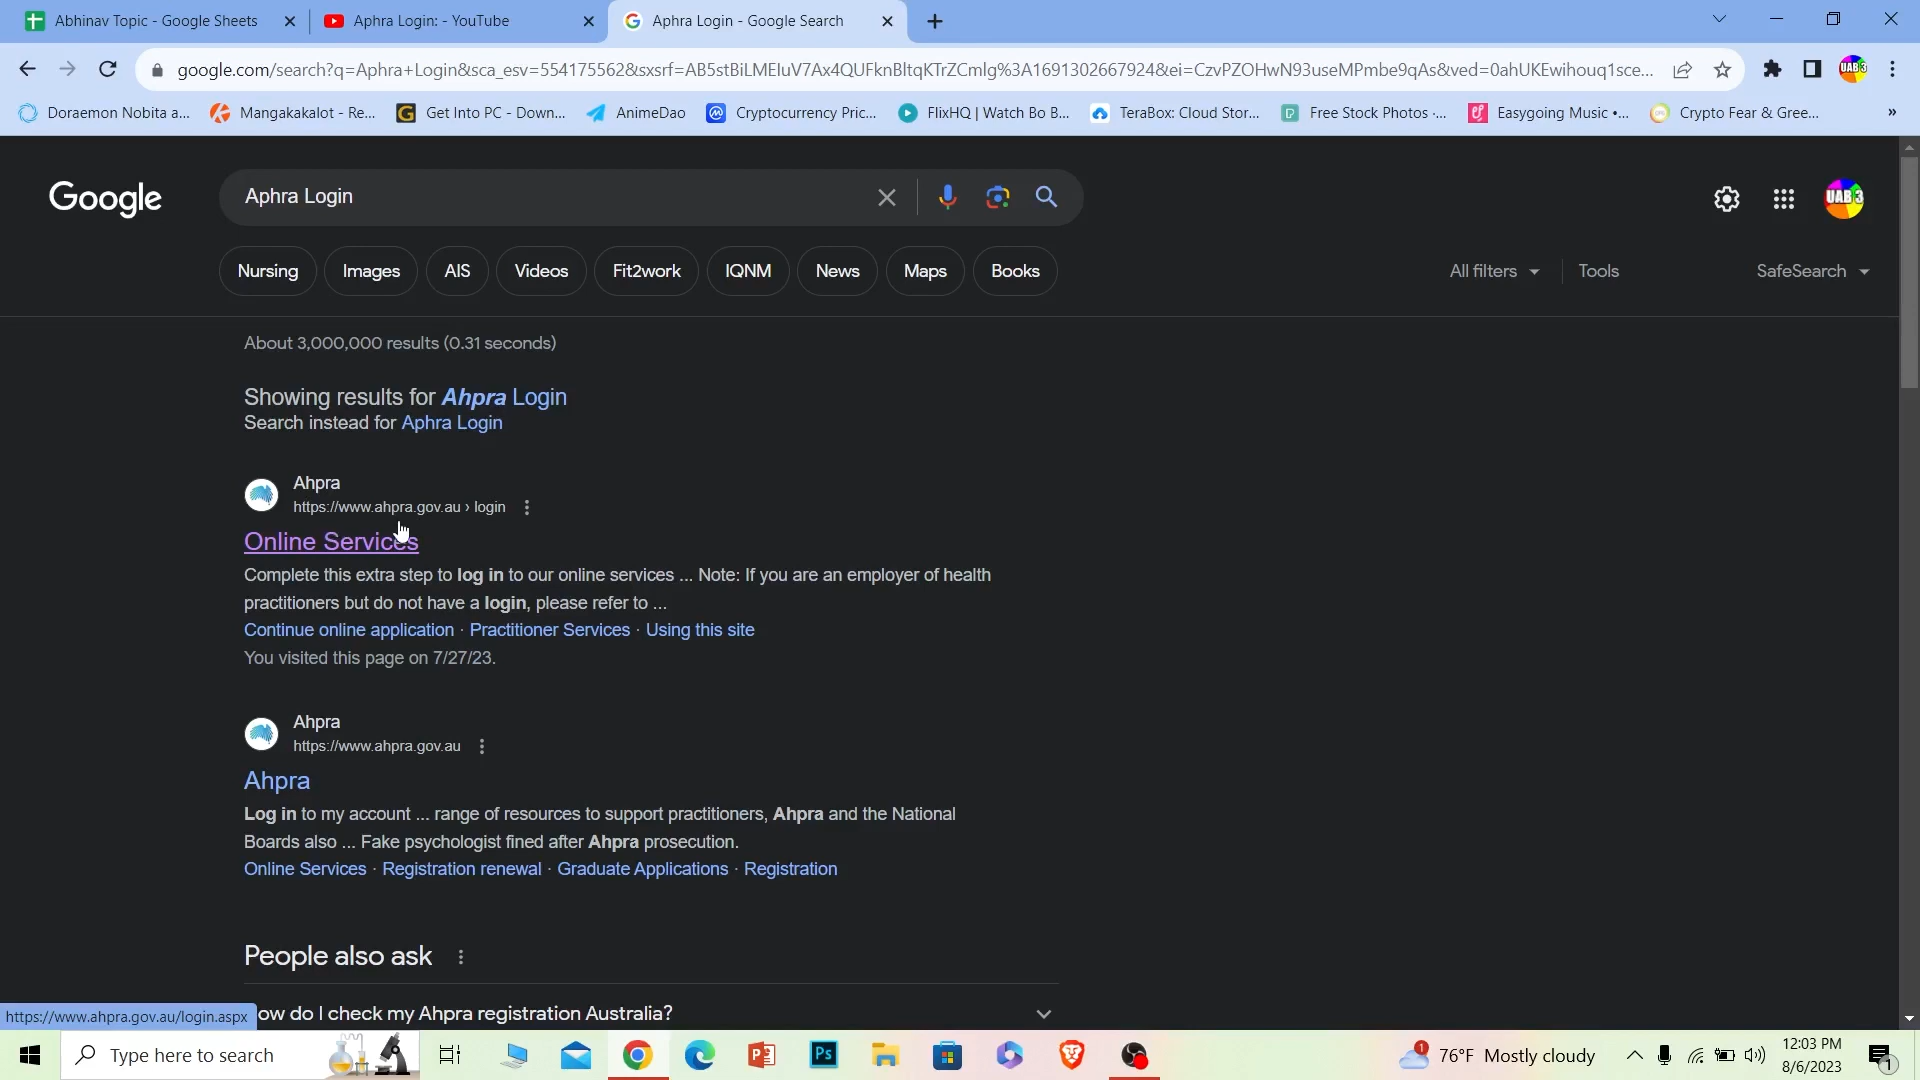 Abhinav Topic - Google Sheets
Aphra Login: - YouTube
Aphra Login - Google Search
google.com/search?q=Aphra+Login&sca_esv=554175562&sxsrf=AB5stBiLMEIuV7Ax4QUFknBltqKTrZCmlg%3A1691302667924&ei=CzvPZOHwN93useMPmbe9qAs&ved=0ahUKEwihouq1sce...
UAB 3
Doraemon Nobita a...
Mangakakalot - Re...
Get Into PC - Down...
AnimeDao
Cryptocurrency Pric...
FlixHQ | Watch Bo B...
TeraBox: Cloud Stor...
Free Stock Photos ·...
Easygoing Music •...
Crypto Fear & Gree...
»
Google
Aphra Login
UAB 3
Nursing
Images
AIS
Videos
Fit2work
IQNM
News
Maps
Books
All filters
Tools
SafeSearch
About 3,000,000 results (0.31 seconds)
Showing results for Ahpra Login
Search instead for Aphra Login
Ahpra
https://www.ahpra.gov.au › login
Online Services
Complete this extra step to log in to our online services ... Note: If you are an employer of health
practitioners but do not have a login, please refer to ...
Continue online application · Practitioner Services · Using this site
You visited this page on 7/27/23.
Ahpra
https://www.ahpra.gov.au
Ahpra
Log in to my account ... range of resources to support practitioners, Ahpra and the National
Boards also ... Fake psychologist fined after Ahpra prosecution.
Online Services · Registration renewal · Graduate Applications · Registration
People also ask
ow do I check my Ahpra registration Australia?
https://www.ahpra.gov.au/login.aspx
Type here to search
Ps
1
76°F Mostly cloudy
12:03 PM
8/6/2023
1